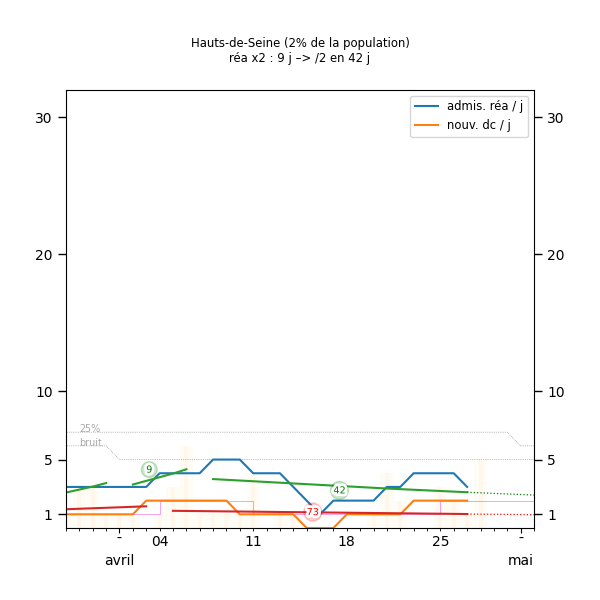 Hauts-de-Seine (2% de la population)
réa x2 : 9 j –> /2 en 42 j
admis. réa / j
nouv. dc / j
30 30
20 20
10 10
25%
bruit
5 5
9
42
73
1 1
- 04 11 18 25 -
avril mai